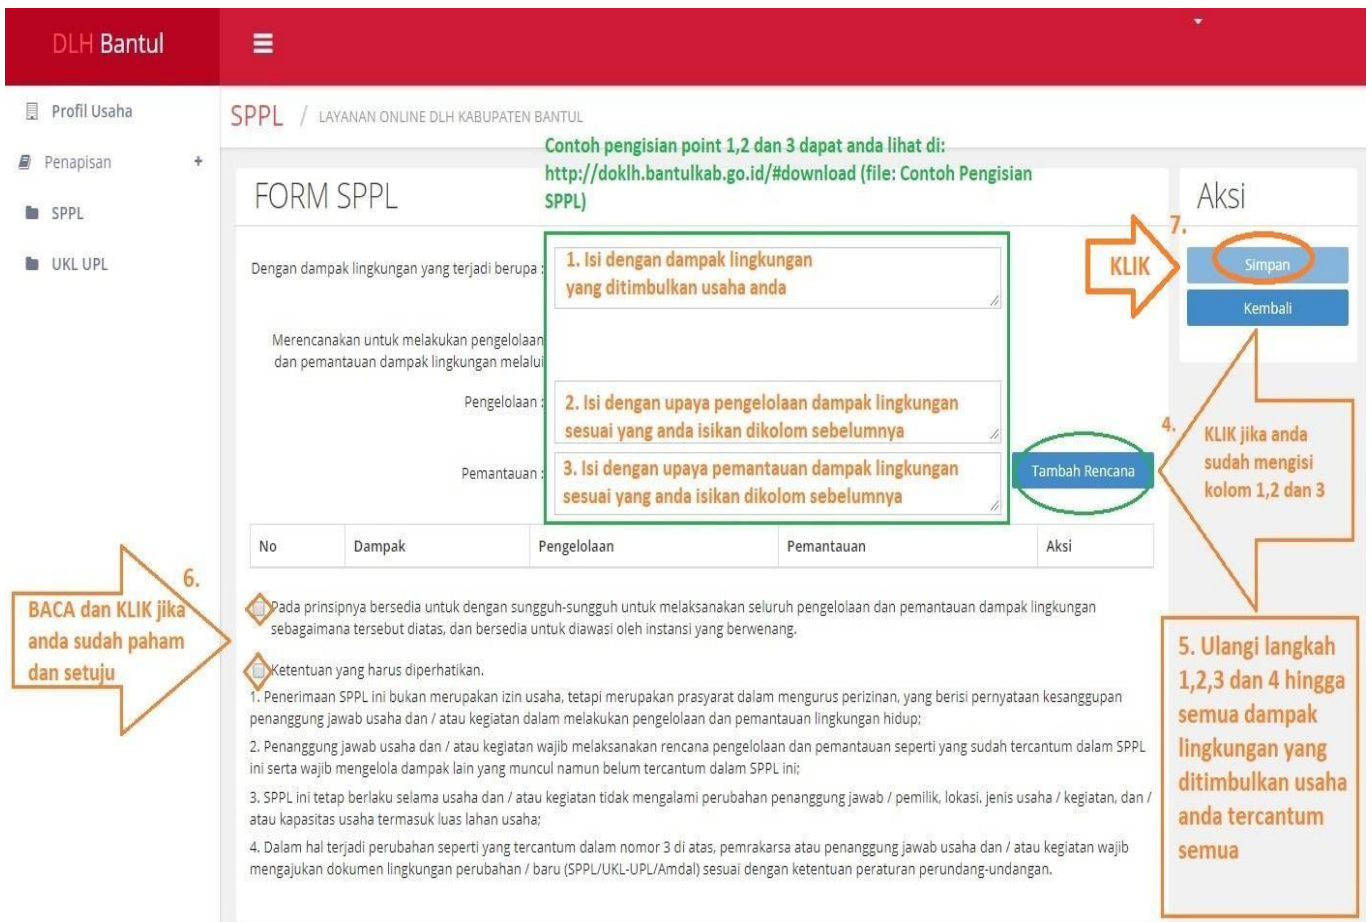 DLH Bantul
Profil Usaha
Penapisan +
SPPL
UKL UPL
SPPL / LAYANAN ONLINE DLH KABUPATEN BANTUL
Contoh pengisian point 1,2 dan 3 dapat anda lihat di:
http://doklh.bantulkab.go.id/#download (file: Contoh Pengisian
SPPL)
FORM SPPL
Dengan dampak lingkungan yang terjadi berupa :
1. Isi dengan dampak lingkungan
yang ditimbulkan usaha anda
Merencanakan untuk melakukan pengelolaan
dan pemantauan dampak lingkungan melalui
Pengelolaan :
2. Isi dengan upaya pengelolaan dampak lingkungan
sesuai yang anda isikan dikolom sebelumnya
Pemantauan :
3. Isi dengan upaya pemantauan dampak lingkungan
sesuai yang anda isikan dikolom sebelumnya
Tambah Rencana
Aksi
7.
KLIK
Simpan
Kembali
4.
KLIK jika anda
sudah mengisi
kolom 1,2 dan 3
No Dampak Pengelolaan Pemantauan Aksi
5. Ulangi langkah
1,2,3 dan 4 hingga
semua dampak
lingkungan yang
ditimbulkan usaha
anda tercantum
semua
6.
BACA dan KLIK jika
anda sudah paham
dan setuju
Pada prinsipnya bersedia untuk dengan sungguh-sungguh untuk melaksanakan seluruh pengelolaan dan pemantauan dampak lingkungan
sebagaimana tersebut diatas, dan bersedia untuk diawasi oleh instansi yang berwenang.
Ketentuan yang harus diperhatikan.
1. Penerimaan SPPL ini bukan merupakan izin usaha, tetapi merupakan prasyarat dalam mengurus perizinan, yang berisi pernyataan kesanggupan
penanggung jawab usaha dan / atau kegiatan dalam melakukan pengelolaan dan pemantauan lingkungan hidup;
2. Penanggung jawab usaha dan / atau kegiatan wajib melaksanakan rencana pengelolaan dan pemantauan seperti yang sudah tercantum dalam SPPL
ini serta wajib mengelola dampak lain yang muncul namun belum tercantum dalam SPPL ini;
3. SPPL ini tetap berlaku selama usaha dan / atau kegiatan tidak mengalami perubahan penanggung jawab / pemilik, lokasi. jenis usaha / kegiatan, dan /
atau kapasitas usaha termasuk luas lahan usaha;
4. Dalam hal terjadi perubahan seperti yang tercantum dalam nomor 3 di atas, pemrakarsa atau penanggung jawab usaha dan / atau kegiatan wajib
mengajukan dokumen lingkungan perubahan / baru (SPPL/UKL-UPL/Amdal) sesuai dengan ketentuan peraturan perundang-undangan.